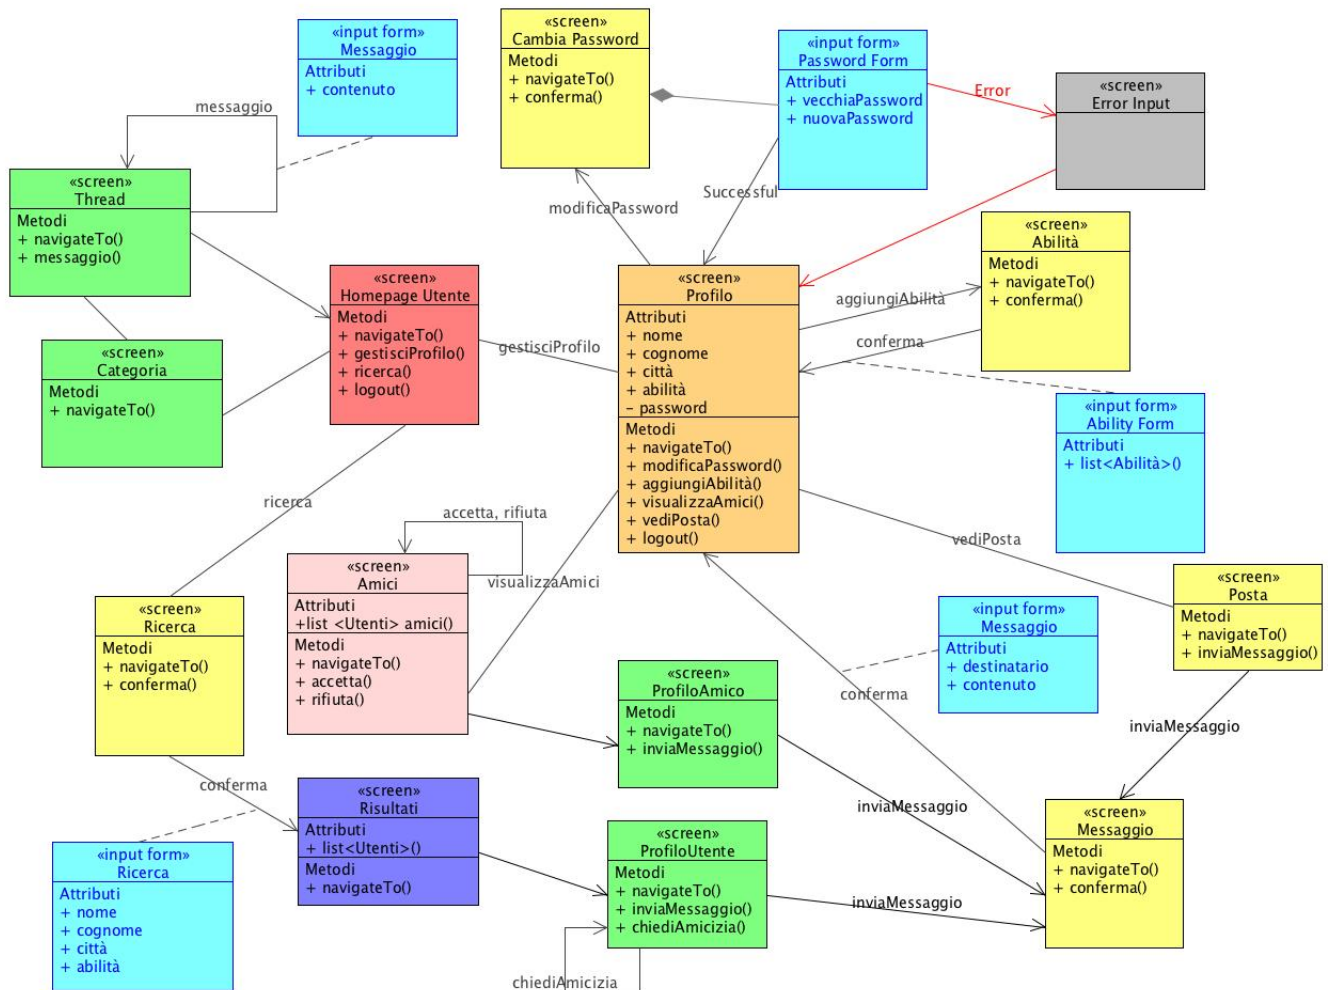 «input form»
Messaggio
Attributi
+ contenuto
«screen»
Cambia Password
Metodi
+ navigateTo()
+ conferma()
«input form»
Password Form
Attributi
+ vecchiaPassword
+ nuovaPassword
Error
«screen»
Error Input
messaggio
«screen»
Thread
Metodi
+ navigateTo()
+ messaggio()
modificaPassword
Successful
«screen»
Abilità
Metodi
+ navigateTo()
+ conferma()
«screen»
Homepage Utente
Metodi
+ navigateTo()
+ gestisciProfilo()
+ ricerca()
+ logout()
gestisciProfilo
«screen»
Profilo
Attributi
+ nome
+ cognome
+ città
+ abilità
– password
Metodi
+ navigateTo()
+ modificaPassword()
+ aggiungiAbilità()
+ visualizzaAmici()
+ vediPosta()
+ logout()
aggiungiAbilità
conferma
«screen»
Categoria
Metodi
+ navigateTo()
«input form»
Ability Form
Attributi
+ list<Abilità>()
ricerca
accetta, rifiuta
visualizzaAmici
vediPosta
«screen»
Amici
Attributi
+list <Utenti> amici()
Metodi
+ navigateTo()
+ accetta()
+ rifiuta()
«screen»
Posta
Metodi
+ navigateTo()
+ inviaMessaggio()
«screen»
Ricerca
Metodi
+ navigateTo()
+ conferma()
«input form»
Messaggio
Attributi
+ destinatario
+ contenuto
conferma
«screen»
ProfiloAmico
Metodi
+ navigateTo()
+ inviaMessaggio()
inviaMessaggio
conferma
«screen»
Risultati
Attributi
+ list<Utenti>()
Metodi
+ navigateTo()
inviaMessaggio
«screen»
Messaggio
Metodi
+ navigateTo()
+ conferma()
«screen»
ProfiloUtente
Metodi
+ navigateTo()
+ inviaMessaggio()
+ chiediAmicizia()
inviaMessaggio
«input form»
Ricerca
Attributi
+ nome
+ cognome
+ città
+ abilità
chiediAmicizia